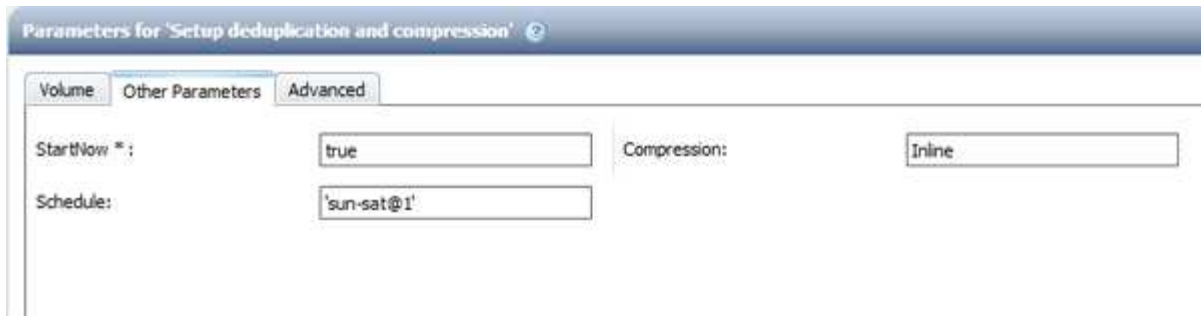 Parameters for 'Setup deduplication and compression' ?
Volume Other Parameters Advanced
StartNow * : true Compression: Inline
Schedule: 'sun-sat@1'